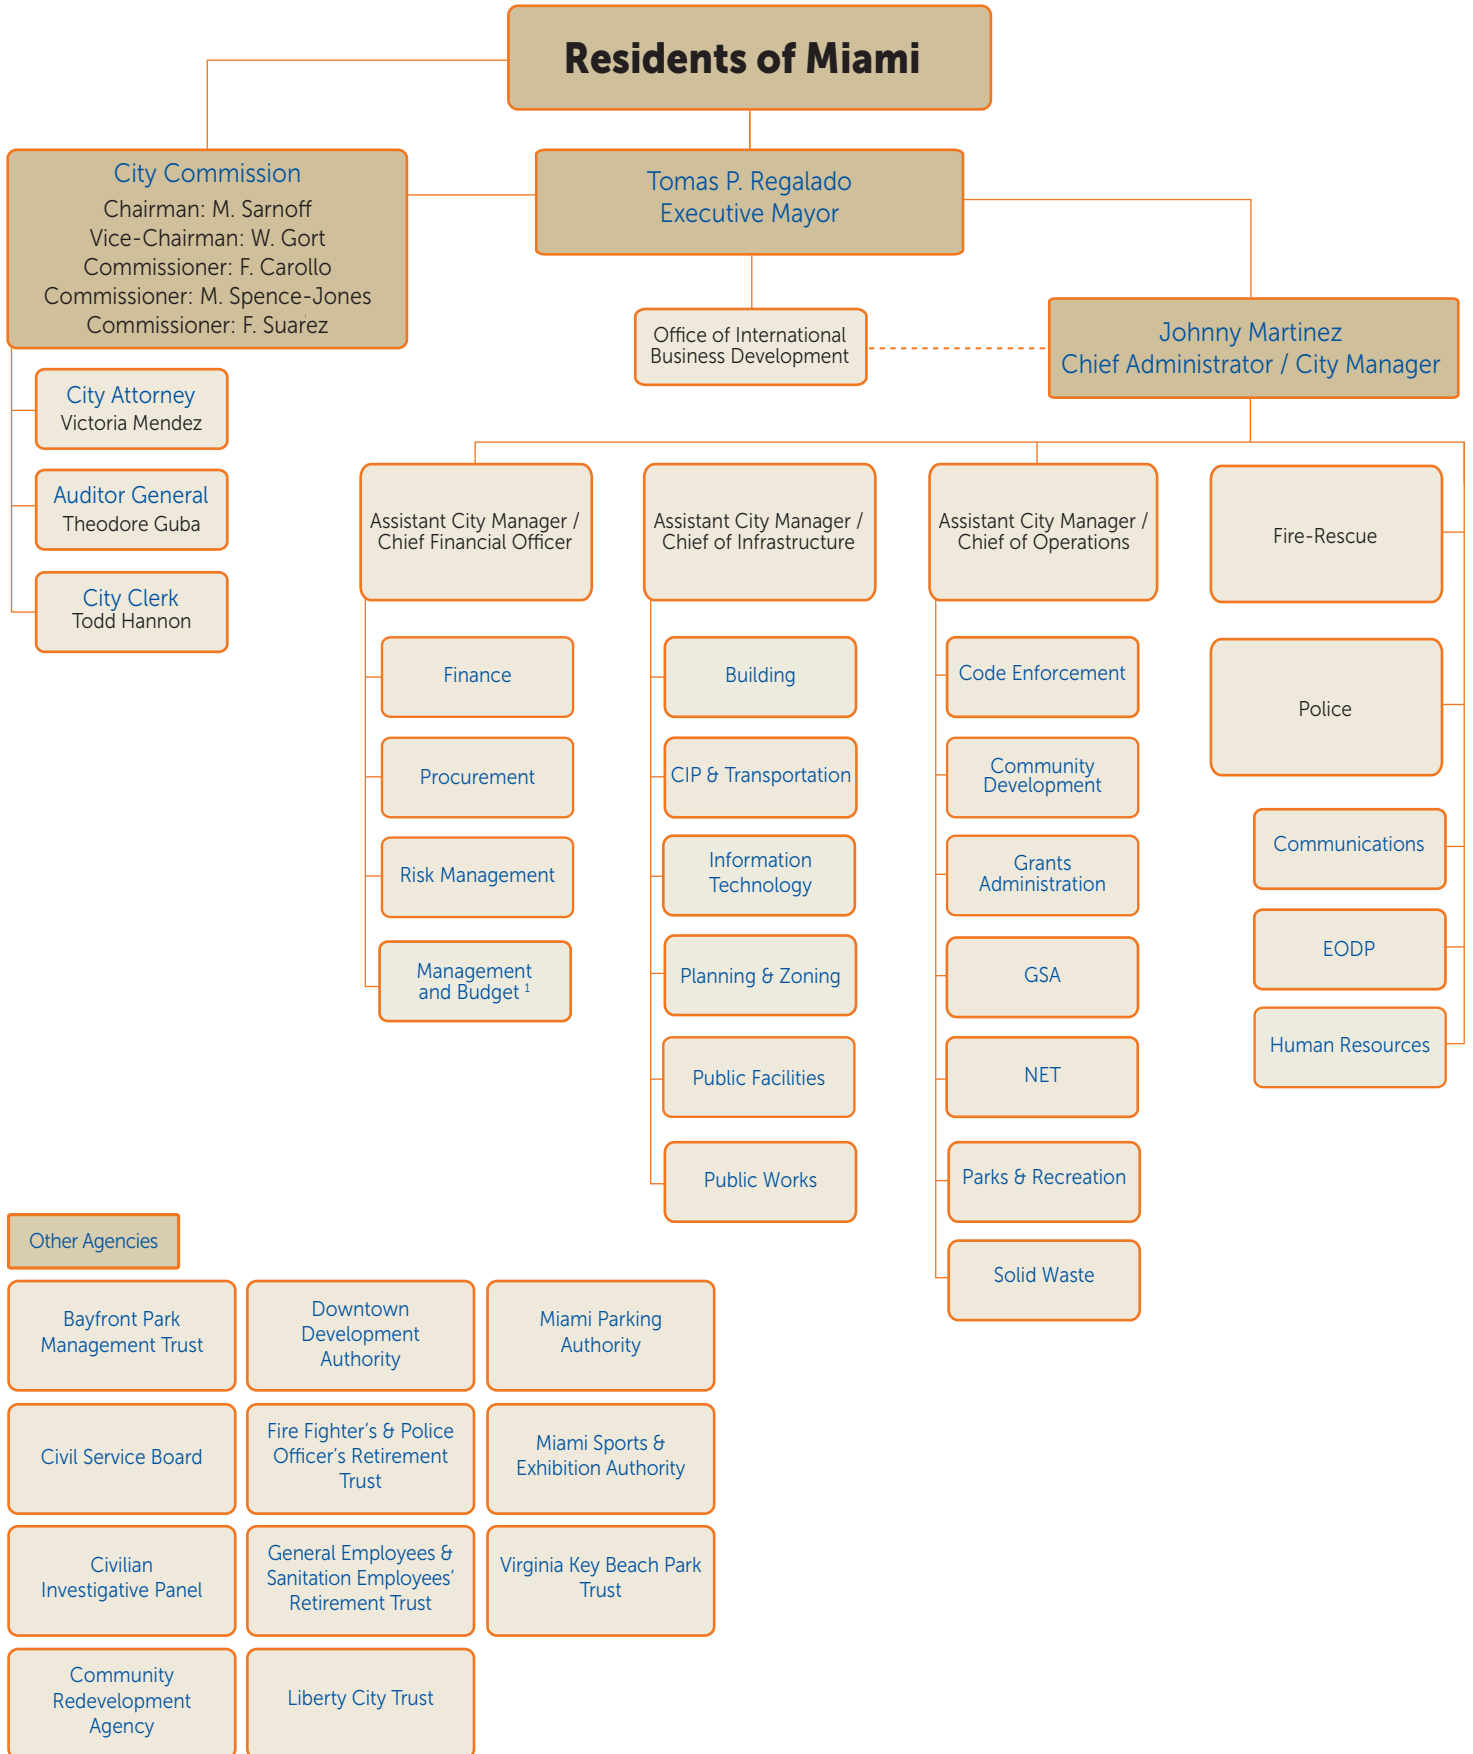 Residents of Miami
City Commission
Chairman: M. Sarnoff
Vice-Chairman: W. Gort
Commissioner: F. Carollo
Commissioner: M. Spence-Jones
Commissioner: F. Suarez
Tomas P. Regalado
Executive Mayor
Office of International
Business Development
Johnny Martinez
Chief Administrator / City Manager
City Attorney
Victoria Mendez
Auditor General
Theodore Guba
City Clerk
Todd Hannon
Assistant City Manager /
Chief Financial Officer
Finance
Procurement
Risk Management
Management
and Budget 1
Assistant City Manager /
Chief of Infrastructure
Building
CIP & Transportation
Information
Technology
Planning & Zoning
Public Facilities
Public Works
Assistant City Manager /
Chief of Operations
Code Enforcement
Community
Development
Grants
Administration
GSA
NET
Parks & Recreation
Solid Waste
Fire-Rescue
Police
Communications
EODP
Human Resources
Other Agencies
Bayfront Park
Management Trust
Downtown
Development
Authority
Miami Parking
Authority
Civil Service Board
Fire Fighter's & Police
Officer's Retirement
Trust
Miami Sports &
Exhibition Authority
Civilian
Investigative Panel
General Employees &
Sanitation Employees'
Retirement Trust
Virginia Key Beach Park
Trust
Community
Redevelopment
Agency
Liberty City Trust